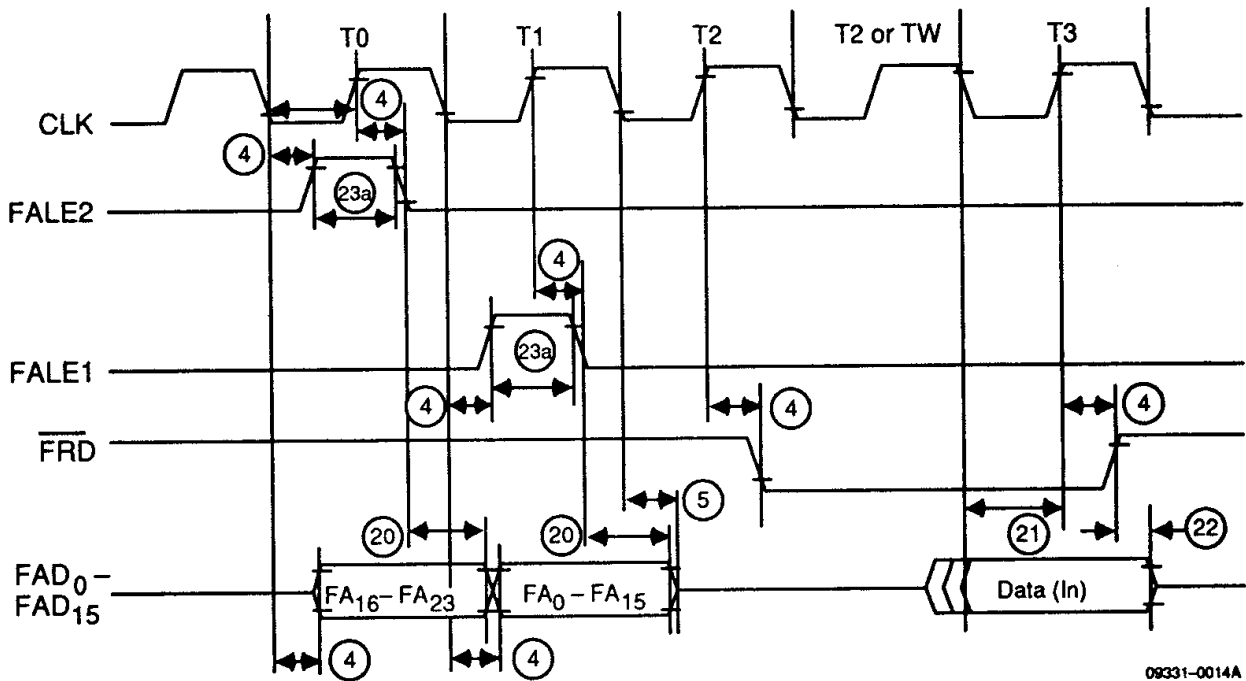 T0 T1 T2 T2 or TW T3
CLK
4
4
FALE2
23a
4
FALE1
23a
4
4
4
FRD
5
20 20 21 22
FAD0 –
FAD15
FA16 – FA23 FA0 – FA15 Data (In)
4 4
09331-0014A